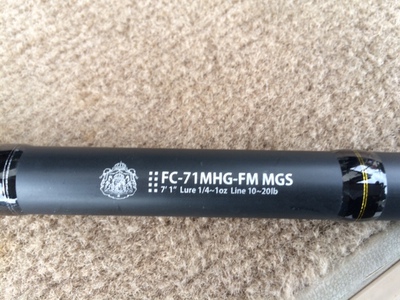 FC-71MHG-FM MGS
7' 1" Lure 1/4~1oz Line 10~20lb